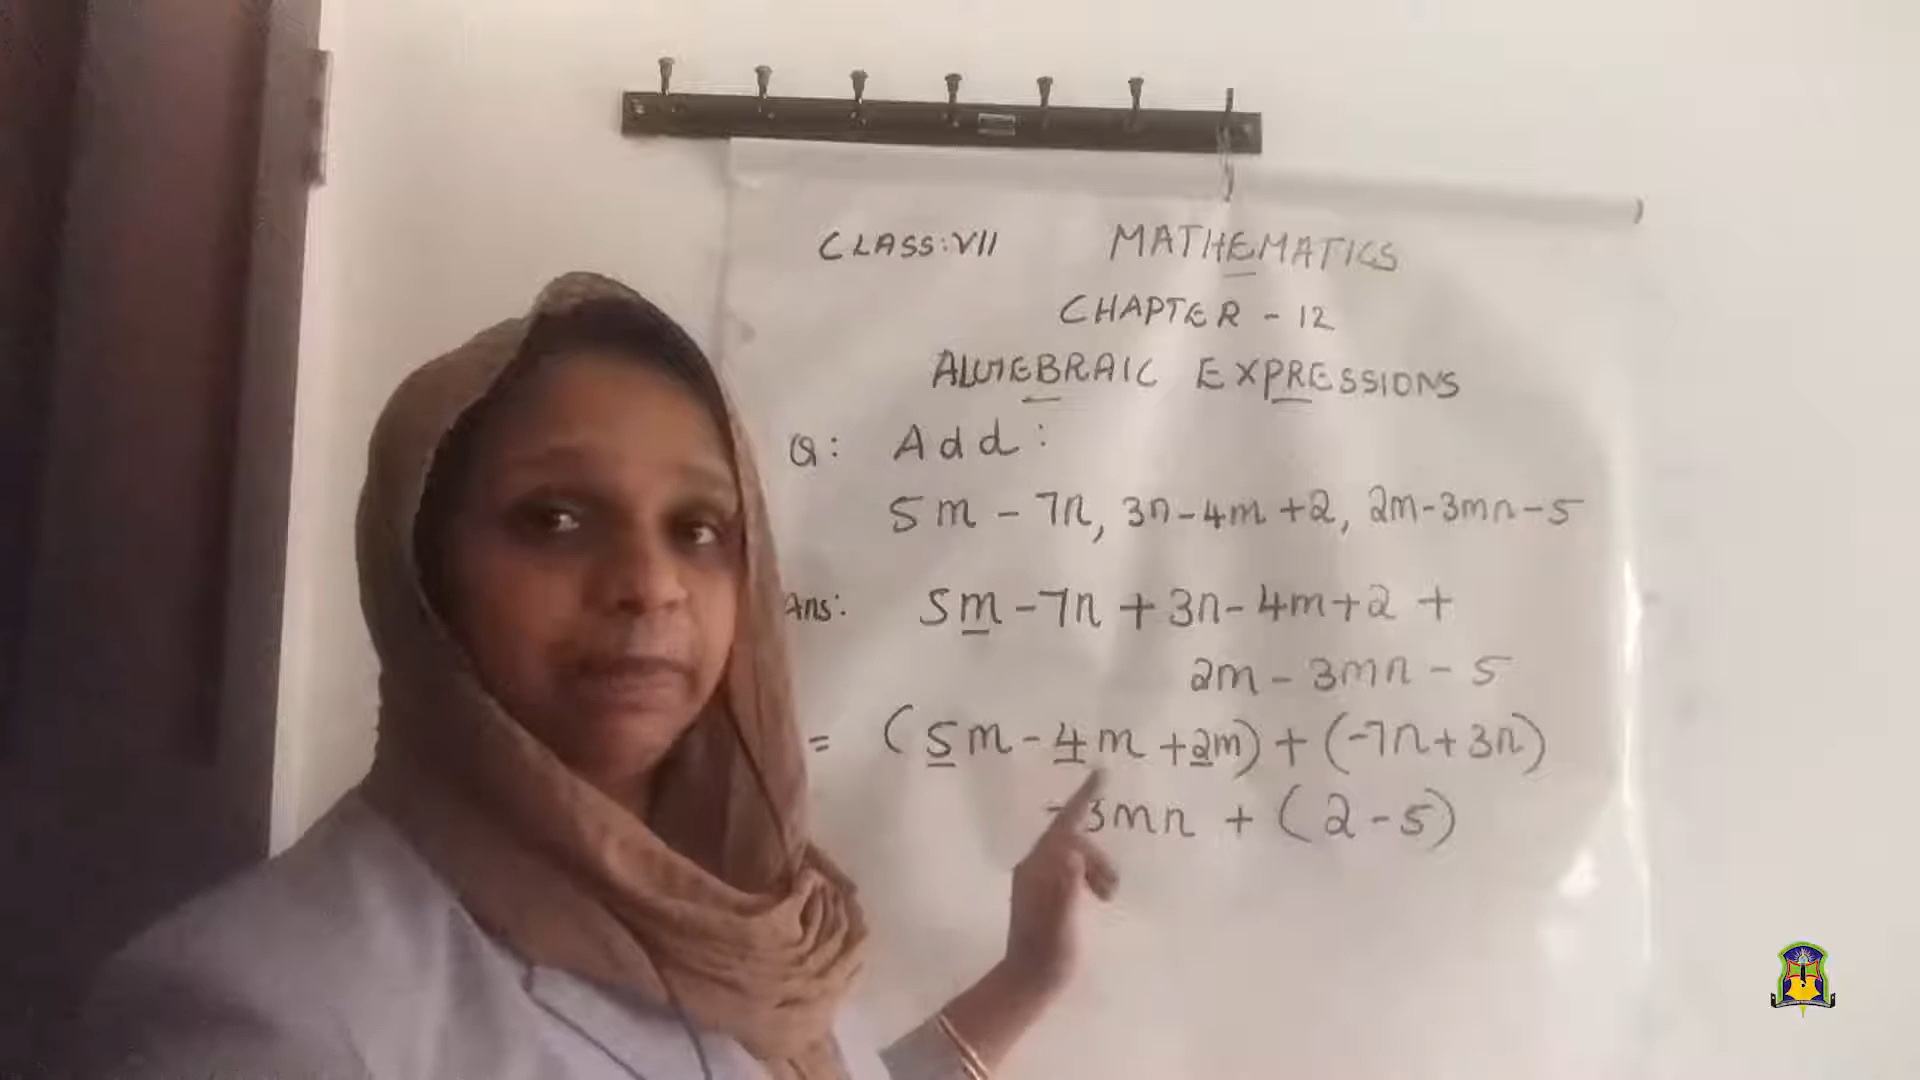 CLASS: VII MATHEMATICS
CHAPTER - 12
ALGEBRAIC EXPRESSIONS
Q: Add:
5m - 7n, 3n - 4m + 2, 2m - 3mn - 5
Ans: 5m - 7n + 3n - 4m + 2 +
2m - 3mn - 5
= (5m - 4m + 2m) + (-7n + 3n)
- 3mn + (2 - 5)